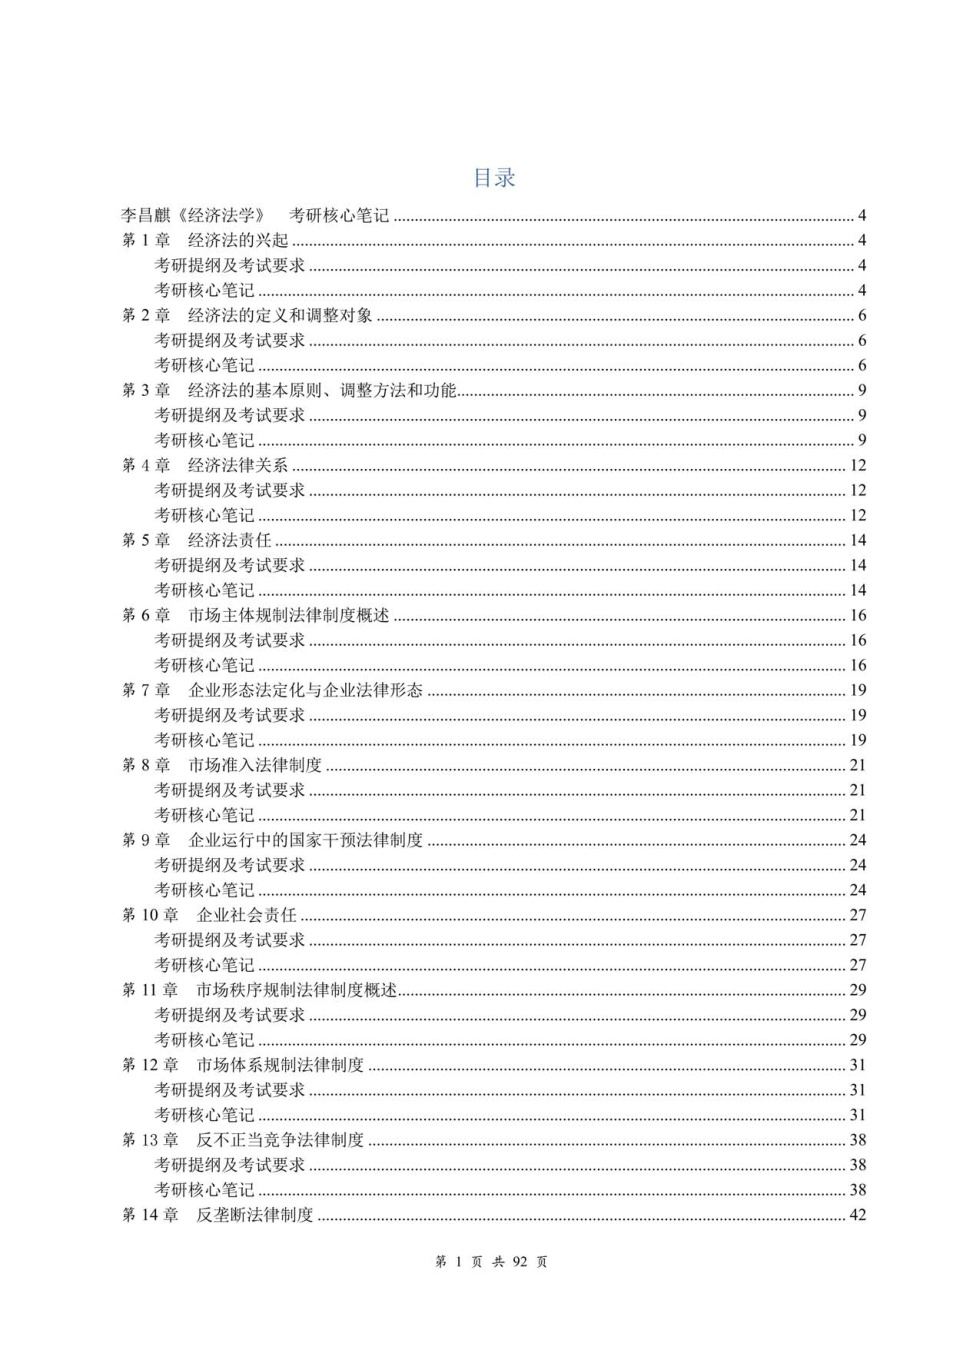 目录
李昌麒《经济法学》 考研核心笔记 4
第 1 章 经济法的兴起 4
考研提纲及考试要求 4
考研核心笔记 4
第 2 章 经济法的定义和调整对象 6
考研提纲及考试要求 6
考研核心笔记 6
第 3 章 经济法的基本原则、调整方法和功能 9
考研提纲及考试要求 9
考研核心笔记 9
第 4 章 经济法律关系 12
考研提纲及考试要求 12
考研核心笔记 12
第 5 章 经济法责任 14
考研提纲及考试要求 14
考研核心笔记 14
第 6 章 市场主体规制法律制度概述 16
考研提纲及考试要求 16
考研核心笔记 16
第 7 章 企业形态法定化与企业法律形态 19
考研提纲及考试要求 19
考研核心笔记 19
第 8 章 市场准入法律制度 21
考研提纲及考试要求 21
考研核心笔记 21
第 9 章 企业运行中的国家干预法律制度 24
考研提纲及考试要求 24
考研核心笔记 24
第 10 章 企业社会责任 27
考研提纲及考试要求 27
考研核心笔记 27
第 11 章 市场秩序规制法律制度概述 29
考研提纲及考试要求 29
考研核心笔记 29
第 12 章 市场体系规制法律制度 31
考研提纲及考试要求 31
考研核心笔记 31
第 13 章 反不正当竞争法律制度 38
考研提纲及考试要求 38
考研核心笔记 38
第 14 章 反垄断法律制度 42
第 1 页 共 92 页